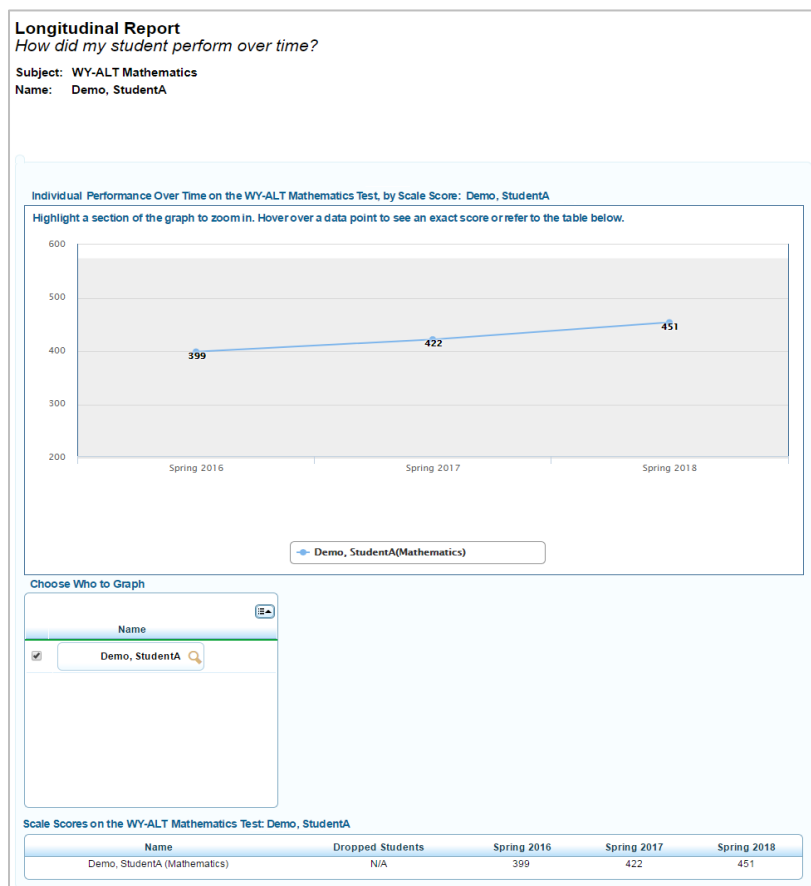 Longitudinal Report
How did my student perform over time?
Subject: WY-ALT Mathematics
Name: Demo, StudentA
Individual Performance Over Time on the WY-ALT Mathematics Test, by Scale Score: Demo, StudentA
Highlight a section of the graph to zoom in. Hover over a data point to see an exact score or refer to the table below.
600
500
400
300
200
399
422
451
Spring 2016 Spring 2017 Spring 2018
Demo, StudentA(Mathematics)
Choose Who to Graph
Name
Demo, StudentA
Scale Scores on the WY-ALT Mathematics Test: Demo, StudentA
Name Dropped Students Spring 2016 Spring 2017 Spring 2018
Demo, StudentA (Mathematics) N/A 399 422 451